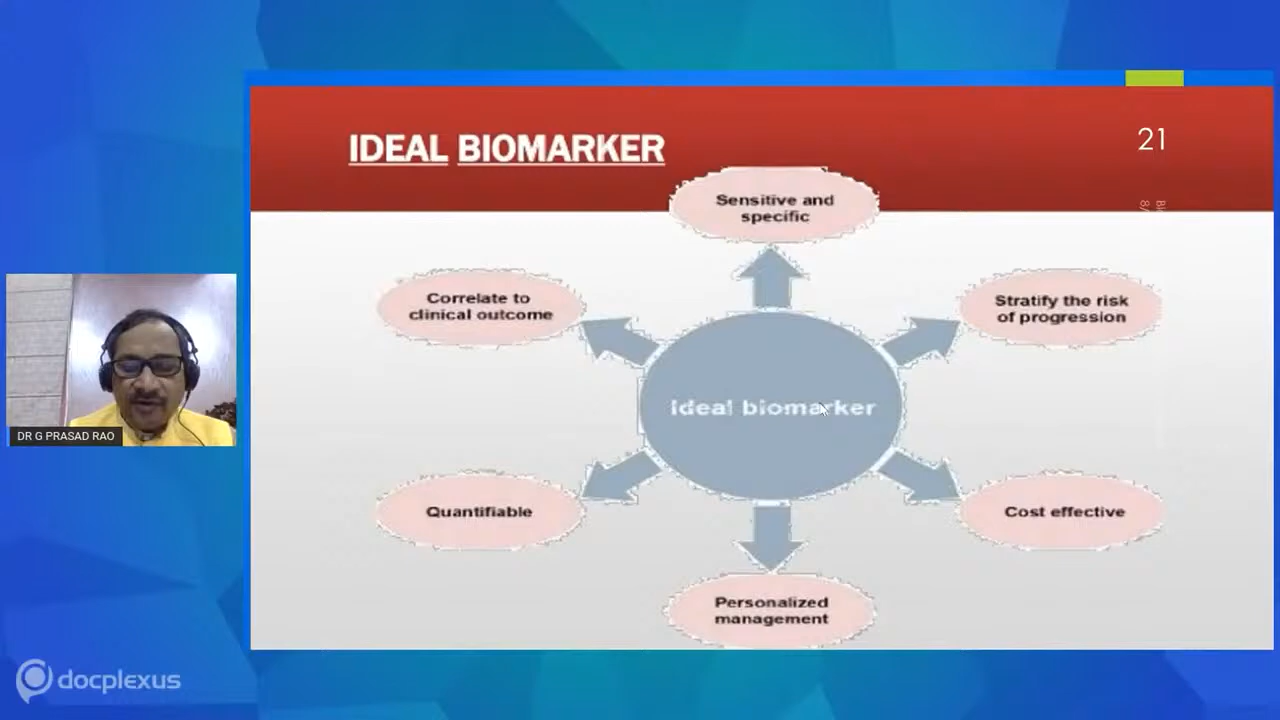 IDEAL BIOMARKER
21
Sensitive and
specific
Correlate to
clinical outcome
Stratify the risk
of progression
Ideal biomarker
Quantifiable
Cost effective
Personalized
management
DR G PRASAD RAO
docplexus